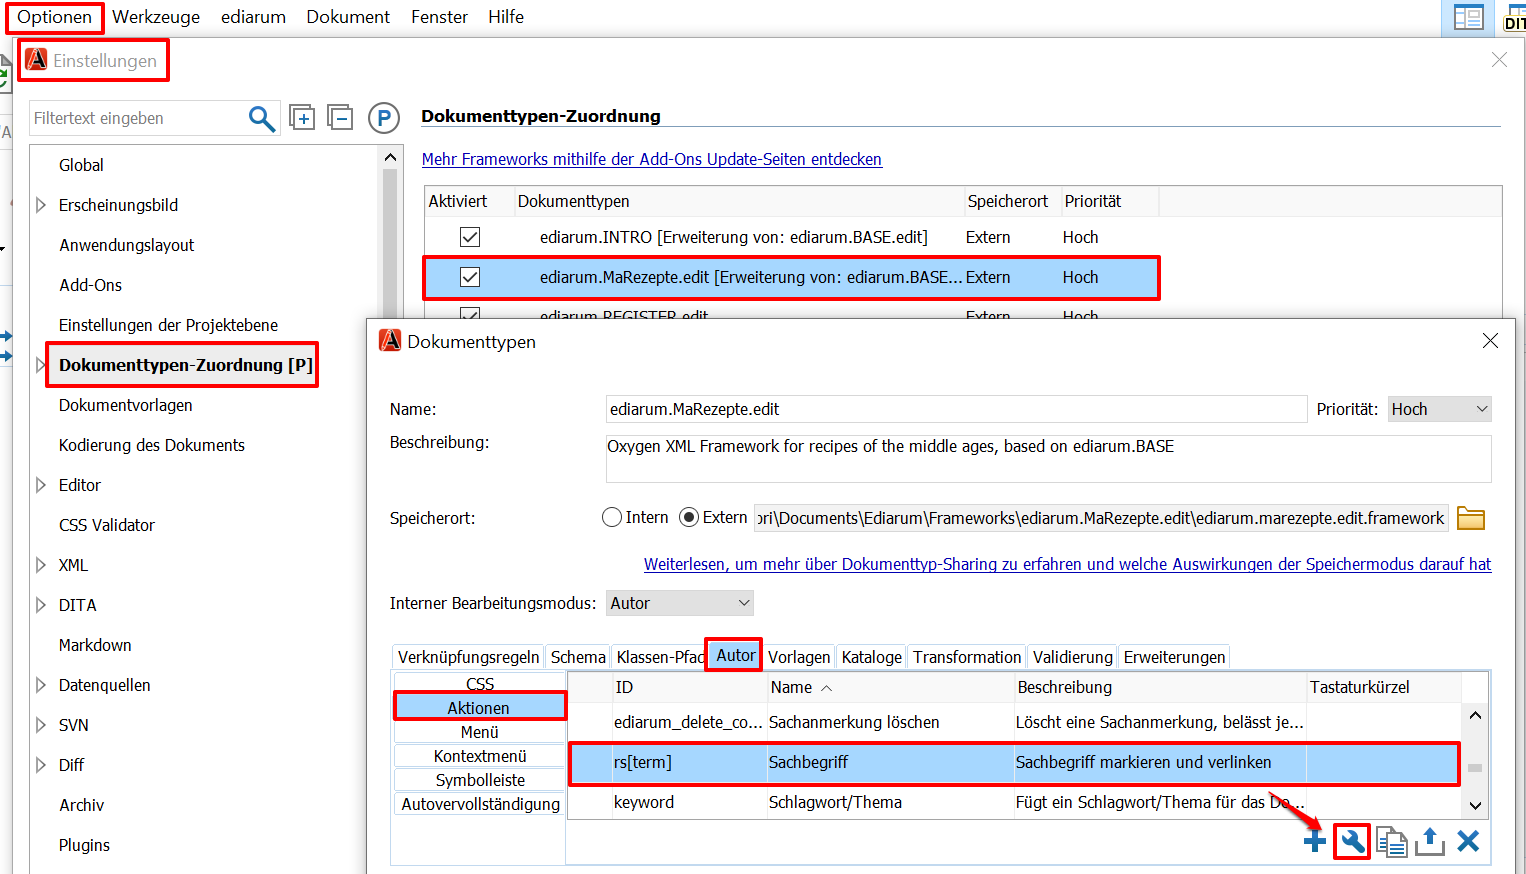 Optionen Werkzeuge ediarum Dokument Fenster Hilfe
DIT
Einstellungen
Filtertext eingeben
P
Dokumenttypen-Zuordnung
Mehr Frameworks mithilfe der Add-Ons Update-Seiten entdecken
Global
Erscheinungsbild
Anwendungslayout
Add-Ons
Einstellungen der Projektebene
Dokumenttypen-Zuordnung [P]
Dokumentvorlagen
Kodierung des Dokuments
Editor
CSS Validator
XML
DITA
Markdown
Datenquellen
SVN
Diff
Archiv
Plugins
Aktiviert Dokumenttypen Speicherort Priorität
ediarum.INTRO [Erweiterung von: ediarum.BASE.edit] Extern Hoch
ediarum.MaRezepte.edit [Erweiterung von: ediarum.BASE... Extern Hoch
ediarum.REGISTER.edit Extern Hoch
Dokumenttypen
Name: ediarum.MaRezepte.edit Priorität: Hoch
Beschreibung: Oxygen XML Framework for recipes of the middle ages, based on ediarum.BASE
Speicherort: Intern Extern ori\Documents\Ediarum\Frameworks\ediarum.MaRezepte.edit\ediarum.marezepte.edit.framework
Weiterlesen, um mehr über Dokumenttyp-Sharing zu erfahren und welche Auswirkungen der Speichermodus darauf hat
Interner Bearbeitungsmodus: Autor
Verknüpfungsregeln Schema Klassen-Pfad Autor Vorlagen Kataloge Transformation Validierung Erweiterungen
CSS
Aktionen
Menü
Kontextmenü
Symbolleiste
Autovervollständigung
ID Name Beschreibung Tastaturkürzel
ediarum_delete_co... Sachanmerkung löschen Löscht eine Sachanmerkung, belässt je...
rs[term] Sachbegriff Sachbegriff markieren und verlinken
keyword Schlagwort/Thema Fügt ein Schlagwort/Thema für das Do...